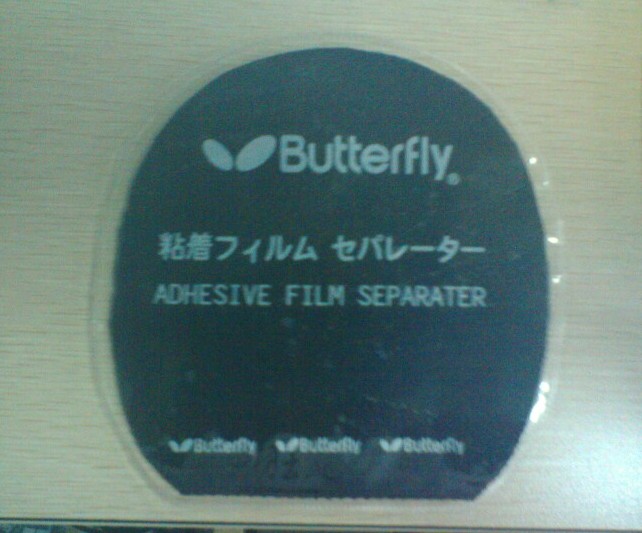 Butterfly®
粘着フィルム セパレーター
ADHESIVE FILM SEPARATER
Butterfly Butterfly Butterfly